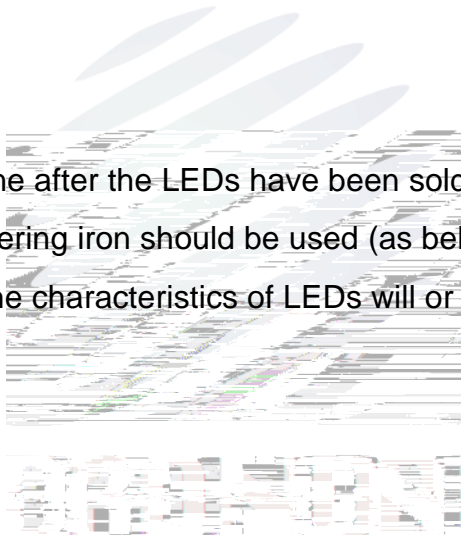 ne after the LEDs have been sold
ering iron should be used (as bel
he characteristics of LEDs will or